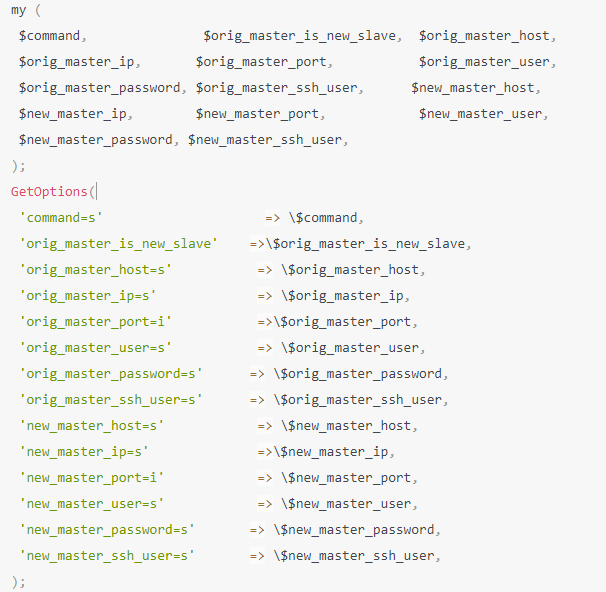 my (
$command, $orig_master_is_new_slave, $orig_master_host,
$orig_master_ip, $orig_master_port, $orig_master_user,
$orig_master_password, $orig_master_ssh_user, $new_master_host,
$new_master_ip, $new_master_port, $new_master_user,
$new_master_password, $new_master_ssh_user,
);
GetOptions(
'command=s' => \$command,
'orig_master_is_new_slave' =>\$orig_master_is_new_slave,
'orig_master_host=s' => \$orig_master_host,
'orig_master_ip=s' => \$orig_master_ip,
'orig_master_port=i' =>\$orig_master_port,
'orig_master_user=s' => \$orig_master_user,
'orig_master_password=s' => \$orig_master_password,
'orig_master_ssh_user=s' => \$orig_master_ssh_user,
'new_master_host=s' => \$new_master_host,
'new_master_ip=s' =>\$new_master_ip,
'new_master_port=i' => \$new_master_port,
'new_master_user=s' => \$new_master_user,
'new_master_password=s' => \$new_master_password,
'new_master_ssh_user=s' => \$new_master_ssh_user,
);